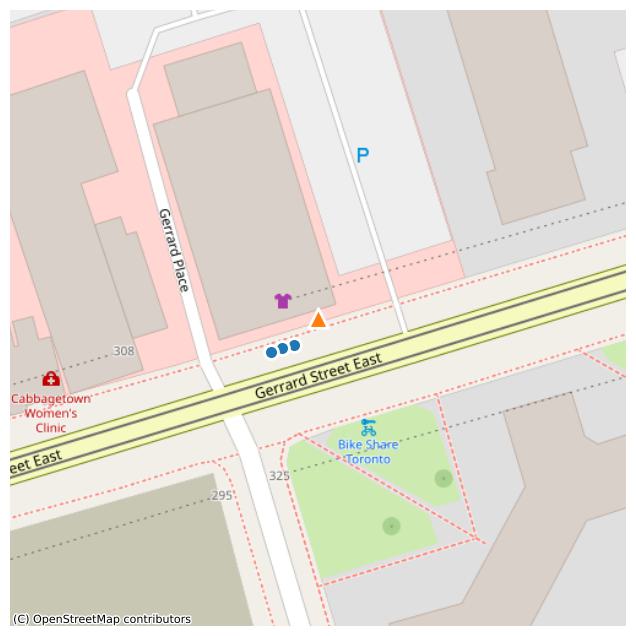 P
Gerrard Place
308
Cabbagetown
Women's
Clinic
Gerrard Street East
eet East
Bike Share
Toronto
325
295
(C) OpenStreetMap contributors